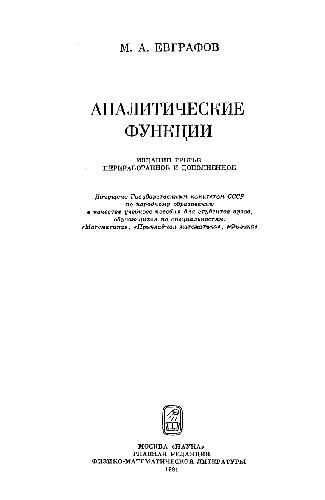 М. А. ЕВГРАФОВ
АНАЛИТИЧЕСКИЕ
ФУНКЦИИ
ИЗДАНИЕ ТРЕТЬЕ
ПЕРЕРАБОТАННОЕ И ДОПОЛНЕННОЕ
Допущено Государственным комитетом СССР
по народному образованию
в качестве учебного пособия для студентов вузов,
обучающихся по специальностям:
«Математика», «Прикладная математика», «Физика»
МОСКВА «НАУКА»
ГЛАВНАЯ РЕДАКЦИЯ
ФИЗИКО-МАТЕМАТИЧЕСКОЙ ЛИТЕРАТУРЫ
1991